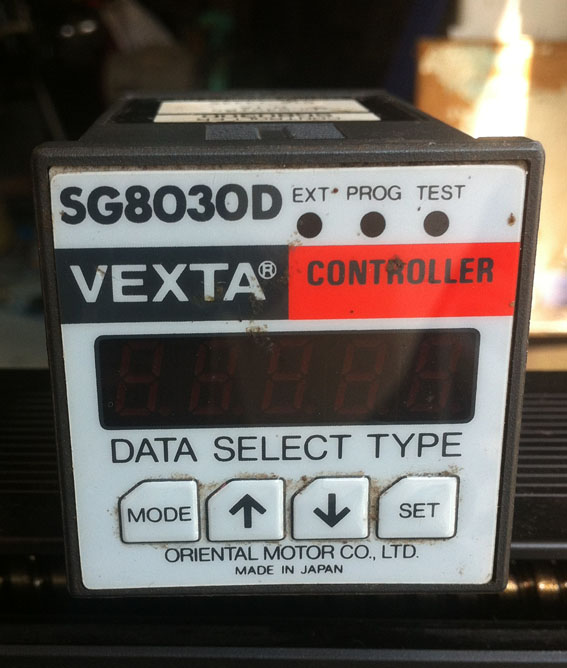 SG8030D EXT PROG TEST
VEXTA® CONTROLLER
DATA SELECT TYPE
MODE ↑ ↓ SET
ORIENTAL MOTOR CO., LTD.
MADE IN JAPAN